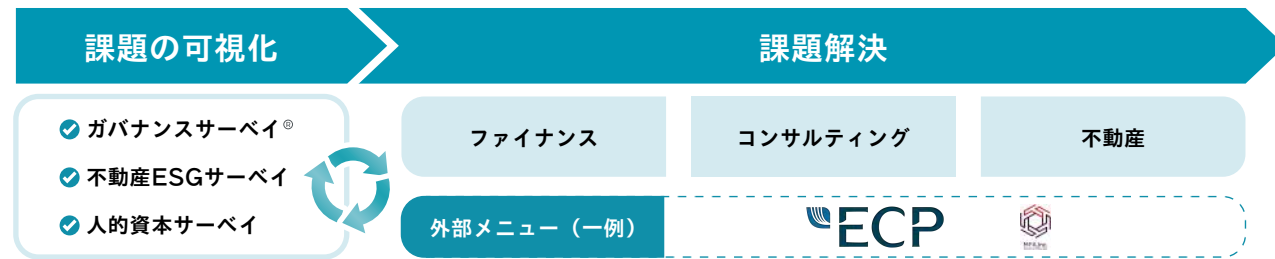 課題の可視化
課題解決
ガバナンスサーベイ®
不動産ESGサーベイ
人的資本サーベイ
ファイナンス
コンサルティング
不動産
外部メニュー（一例）
ECP